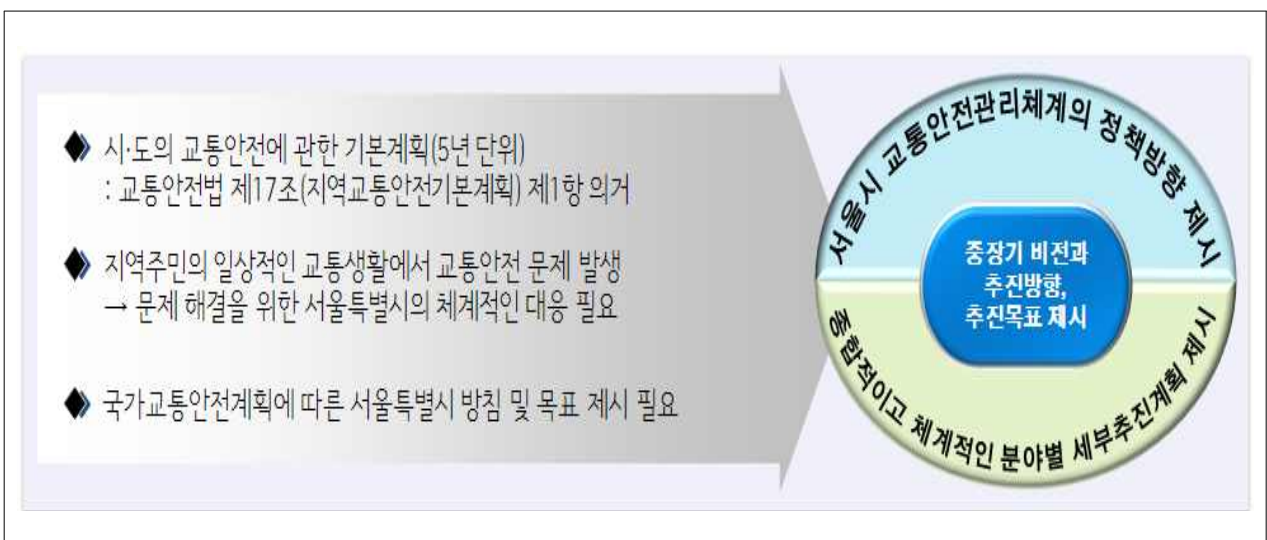 ◆ 시·도의 교통안전에 관한 기본계획(5년 단위)
: 교통안전법 제17조(지역교통안전기본계획) 제1항 의거
◆ 지역주민의 일상적인 교통생활에서 교통안전 문제 발생
→ 문제 해결을 위한 서울특별시의 체계적인 대응 필요
◆ 국가교통안전계획에 따른 서울특별시 방침 및 목표 제시 필요
서울시 교통안전관리체계의 정책방향 제시
중장기 비전과
추진방향,
추진목표 제시
종합적이고 체계적인 분야별 세부추진계획 제시